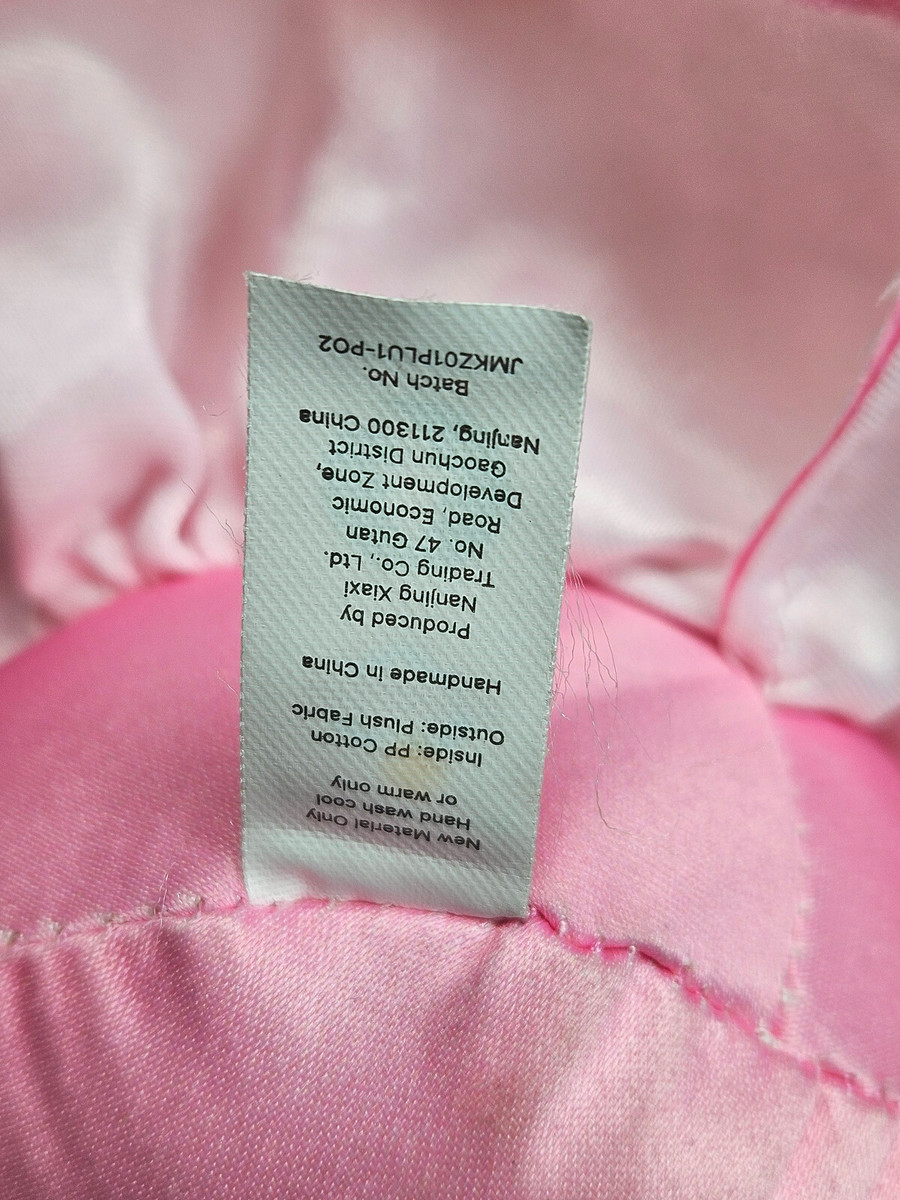 New Material Only
Hand wash cool
or warm only
Inside: PP Cotton
Outside: Plush Fabric
Handmade in China
Produced by
Nanjing Xiaxi
Trading Co., Ltd.
No. 47 Gutan
Road, Economic
Development Zone,
Gaochun District
Nanjing, 211300 China
Batch No.
JMKZ01PLU1-PO2